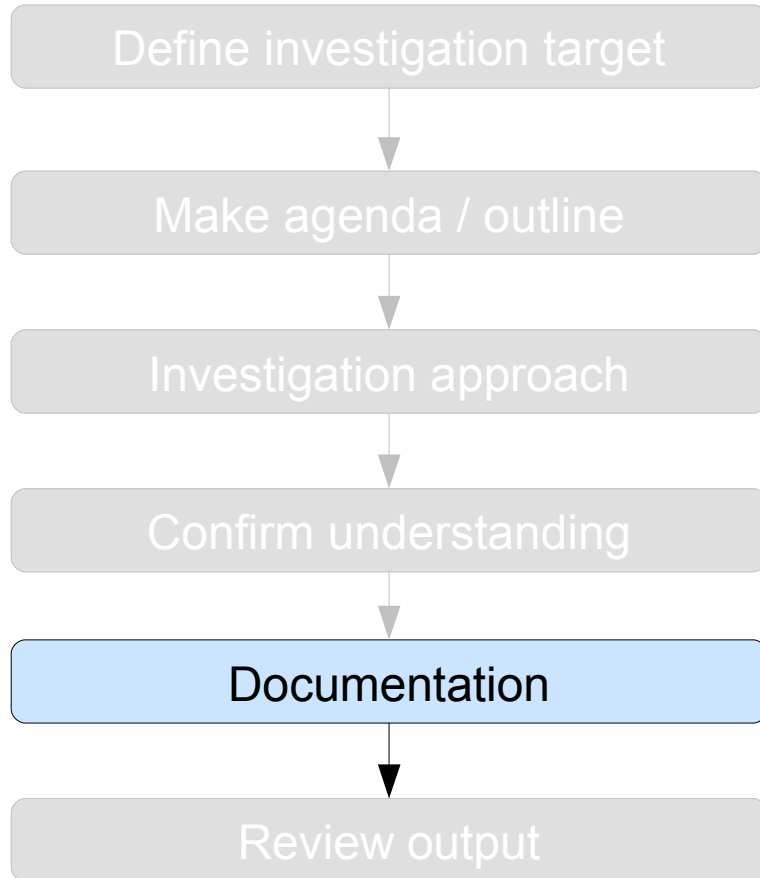 Define investigation target
Make agenda / outline
Investigation approach
Confirm understanding
Documentation
Review output